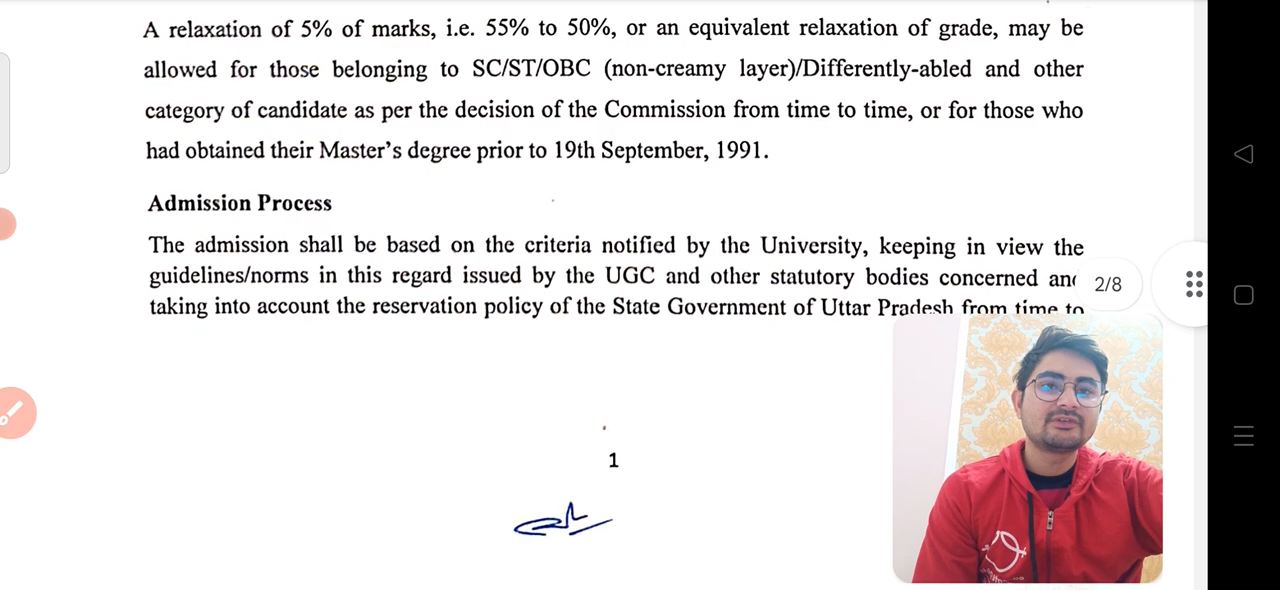 A relaxation of 5% of marks, i.e. 55% to 50%, or an equivalent relaxation of grade, may be
allowed for those belonging to SC/ST/OBC (non-creamy layer)/Differently-abled and other
category of candidate as per the decision of the Commission from time to time, or for those who
had obtained their Master's degree prior to 19th September, 1991.
Admission Process
The admission shall be based on the criteria notified by the University, keeping in view the
guidelines/norms in this regard issued by the UGC and other statutory bodies concerned and
2/8
taking into account the reservation policy of the State Government of Uttar Pradesh from time to
1